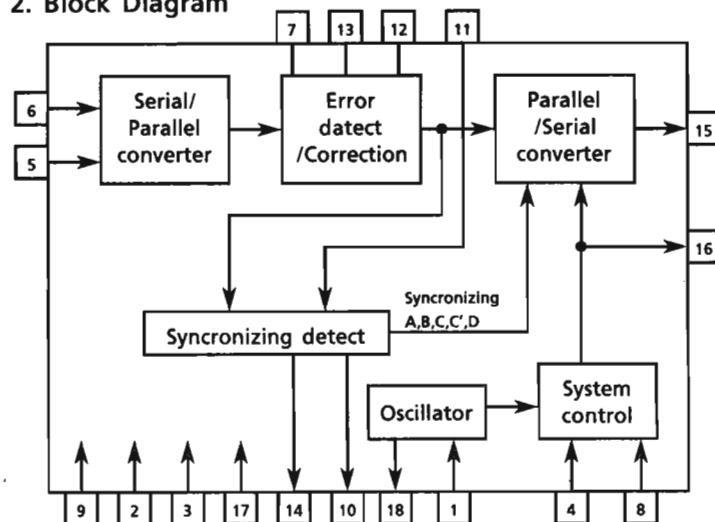 2. Block Diagram
7
13
12
11
6
5
Serial/
Parallel
converter
Error
datect
/Correction
Parallel
/Serial
converter
15
16
Syncronizing
A,B,C,C',D
Syncronizing detect
Oscillator
System
control
9
2
3
17
14
10
18
1
4
8